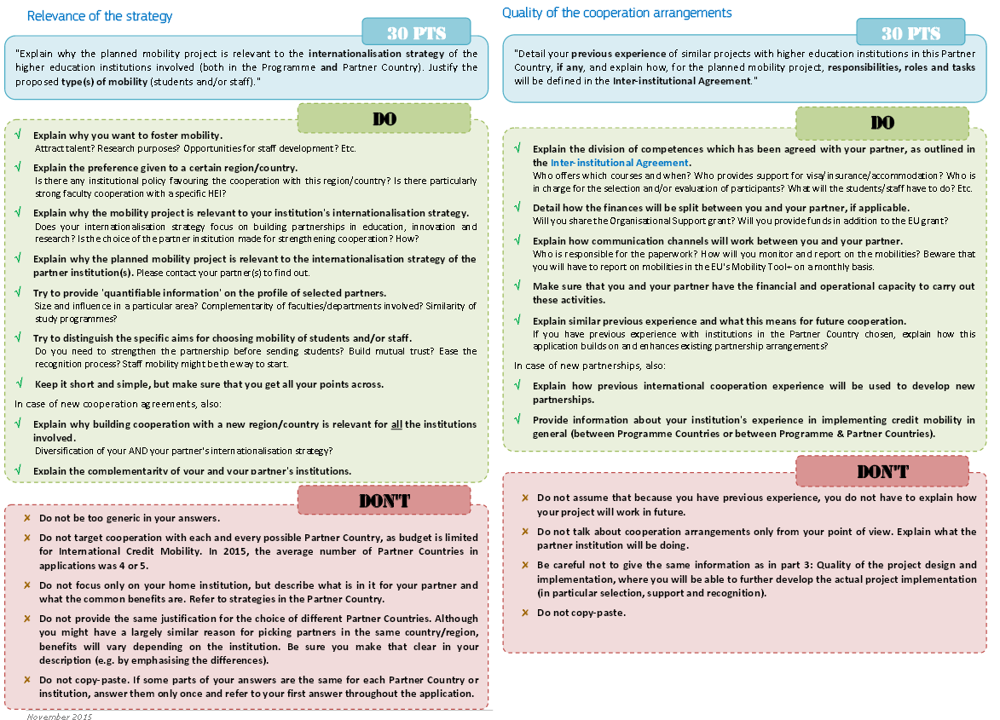 Relevance of the strategy
30 PTS
"Explain why the planned mobility project is relevant to the internationalisation strategy of the
higher education institutions involved (both in the Programme and Partner Country). Justify the
proposed type(s) of mobility (students and/or staff)."
DO
√ Explain why you want to foster mobility.
Attract talent? Research purposes? Opportunities for staff development? Etc.
√ Explain the preference given to a certain region/country.
Is there any institutional policy favouring the cooperation with this region/country? Is there particularly
strong faculty cooperation with a specific HEI?
√ Explain why the mobility project is relevant to your institution's internationalisation strategy.
Does your internationalisation strategy focus on building partnerships in education, innovation and
research? Is the choice of the partner institution made for strengthening cooperation? How?
√ Explain why the planned mobility project is relevant to the internationalisation strategy of the
partner institution(s). Please contact your partner(s) to find out.
√ Try to provide 'quantifiable information' on the profile of selected partners.
Size and influence in a particular area? Complementarity of faculties/departments involved? Similarity of
study programmes?
√ Try to distinguish the specific aims for choosing mobility of students and/or staff.
Do you need to strengthen the partnership before sending students? Build mutual trust? Ease the
recognition process? Staff mobility might be the way to start.
√ Keep it short and simple, but make sure that you get all your points across.
In case of new cooperation agreements, also:
√ Explain why building cooperation with a new region/country is relevant for all the institutions
involved.
Diversification of your AND your partner's internationalisation strategy?
√ Explain the complementarity of your and your partner's institutions.
DON'T
✘ Do not be too generic in your answers.
✘ Do not target cooperation with each and every possible Partner Country, as budget is limited
for International Credit Mobility. In 2015, the average number of Partner Countries in
applications was 4 or 5.
✘ Do not focus only on your home institution, but describe what is in it for your partner and
what the common benefits are. Refer to strategies in the Partner Country.
✘ Do not provide the same justification for the choice of different Partner Countries. Although
you might have a largely similar reason for picking partners in the same country/region,
benefits will vary depending on the institution. Be sure you make that clear in your
description (e.g. by emphasising the differences).
✘ Do not copy-paste. If some parts of your answers are the same for each Partner Country or
institution, answer them only once and refer to your first answer throughout the application.
November 2015
Quality of the cooperation arrangements
30 PTS
"Detail your previous experience of similar projects with higher education institutions in this Partner
Country, if any, and explain how, for the planned mobility project, responsibilities, roles and tasks
will be defined in the Inter-institutional Agreement."
DO
√ Explain the division of competences which has been agreed with your partner, as outlined in
the Inter-institutional Agreement.
Who offers which courses and when? Who provides support for visa/insurance/accommodation? Who is
in charge for the selection and/or evaluation of participants? What will the students/staff have to do? Etc.
√ Detail how the finances will be split between you and your partner, if applicable.
Will you share the Organisational Support grant? Will you provide funds in addition to the EU grant?
√ Explain how communication channels will work between you and your partner.
Who is responsible for the paperwork? How will you monitor and report on the mobilities? Beware that
you will have to report on mobilities in the EU's Mobility Tool+ on a monthly basis.
√ Make sure that you and your partner have the financial and operational capacity to carry out
these activities.
√ Explain similar previous experience and what this means for future cooperation.
If you have previous experience with institutions in the Partner Country chosen, explain how this
application builds on and enhances existing partnership arrangements?
In case of new partnerships, also:
√ Explain how previous international cooperation experience will be used to develop new
partnerships.
√ Provide information about your institution's experience in implementing credit mobility in
general (between Programme Countries or between Programme & Partner Countries).
DON'T
✘ Do not assume that because you have previous experience, you do not have to explain how
your project will work in future.
✘ Do not talk about cooperation arrangements only from your point of view. Explain what the
partner institution will be doing.
✘ Be careful not to give the same information as in part 3: Quality of the project design and
implementation, where you will be able to further develop the actual project implementation
(in particular selection, support and recognition).
✘ Do not copy-paste.